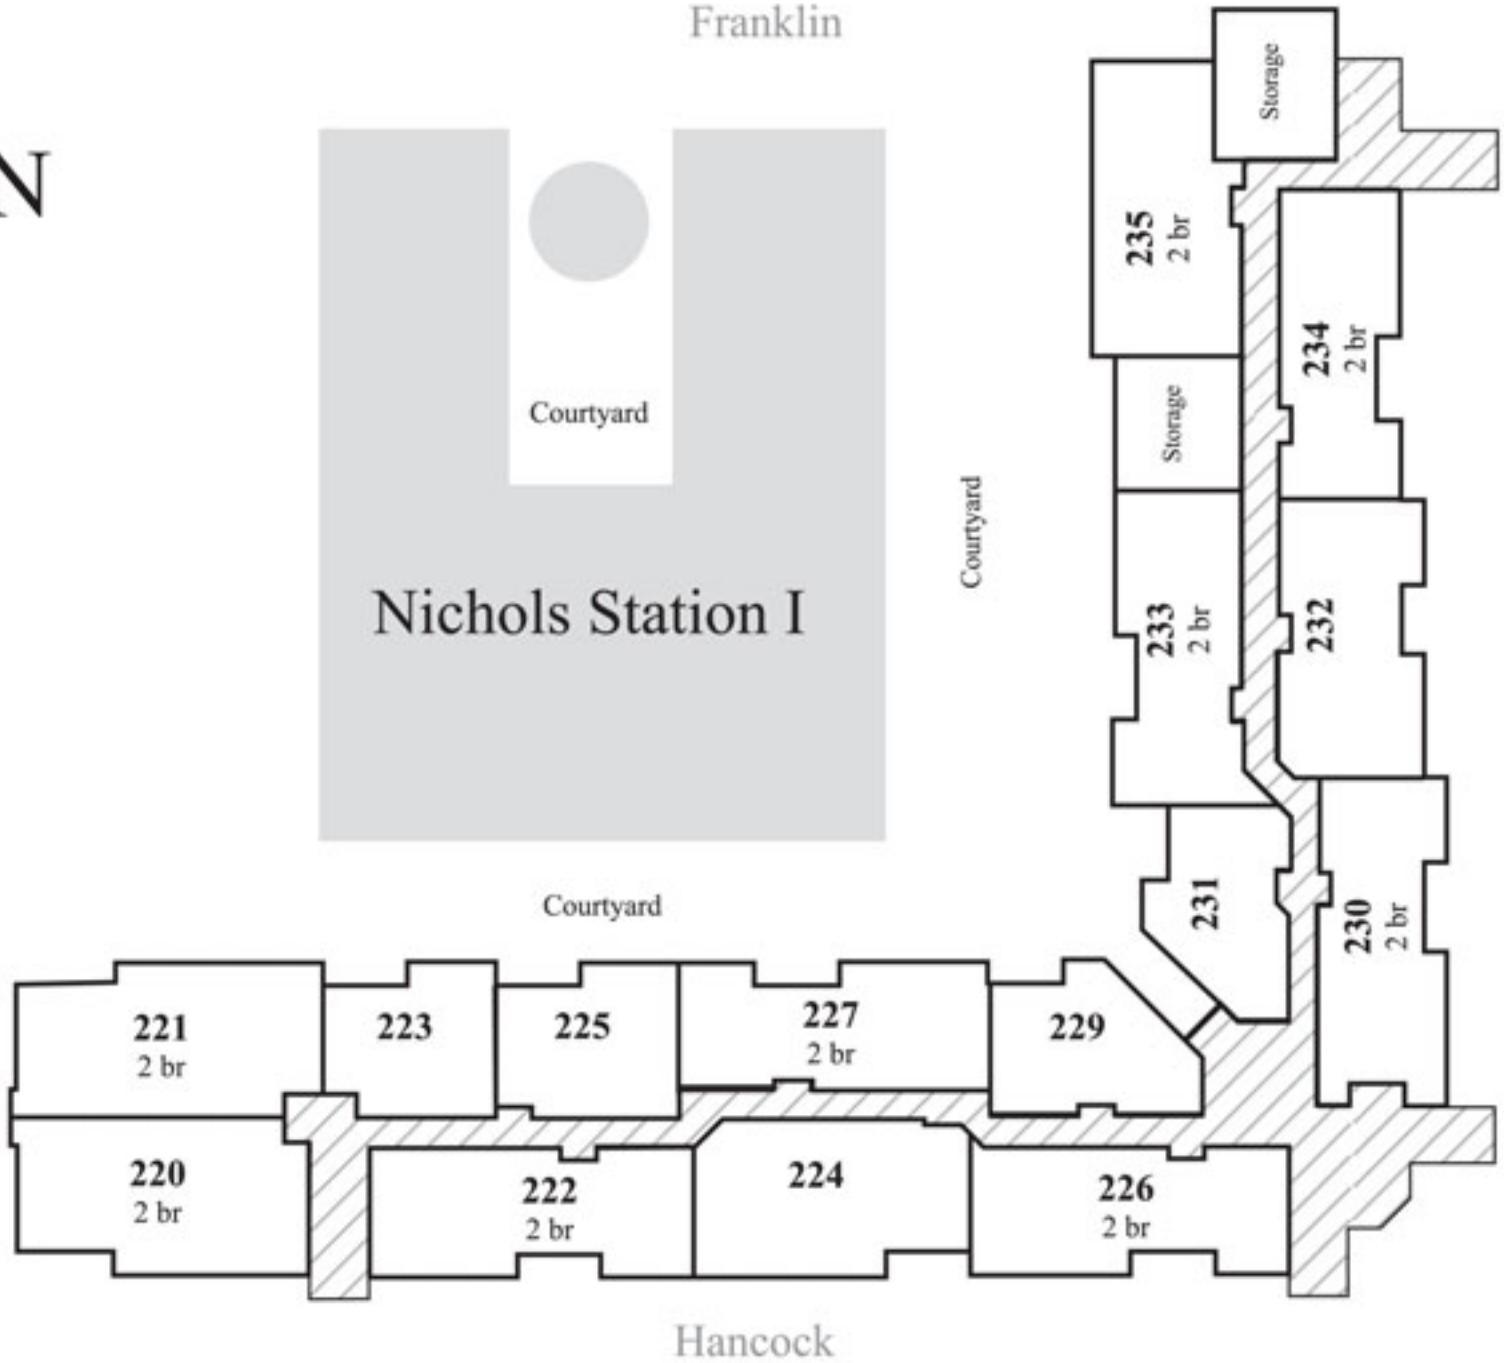 Franklin
N
Storage
235
2 br
234
2 br
Courtyard
Storage
Courtyard
Nichols Station I
233
2 br
232
Courtyard
231
230
2 br
221
2 br
223
225
227
2 br
229
220
2 br
222
2 br
224
226
2 br
Hancock